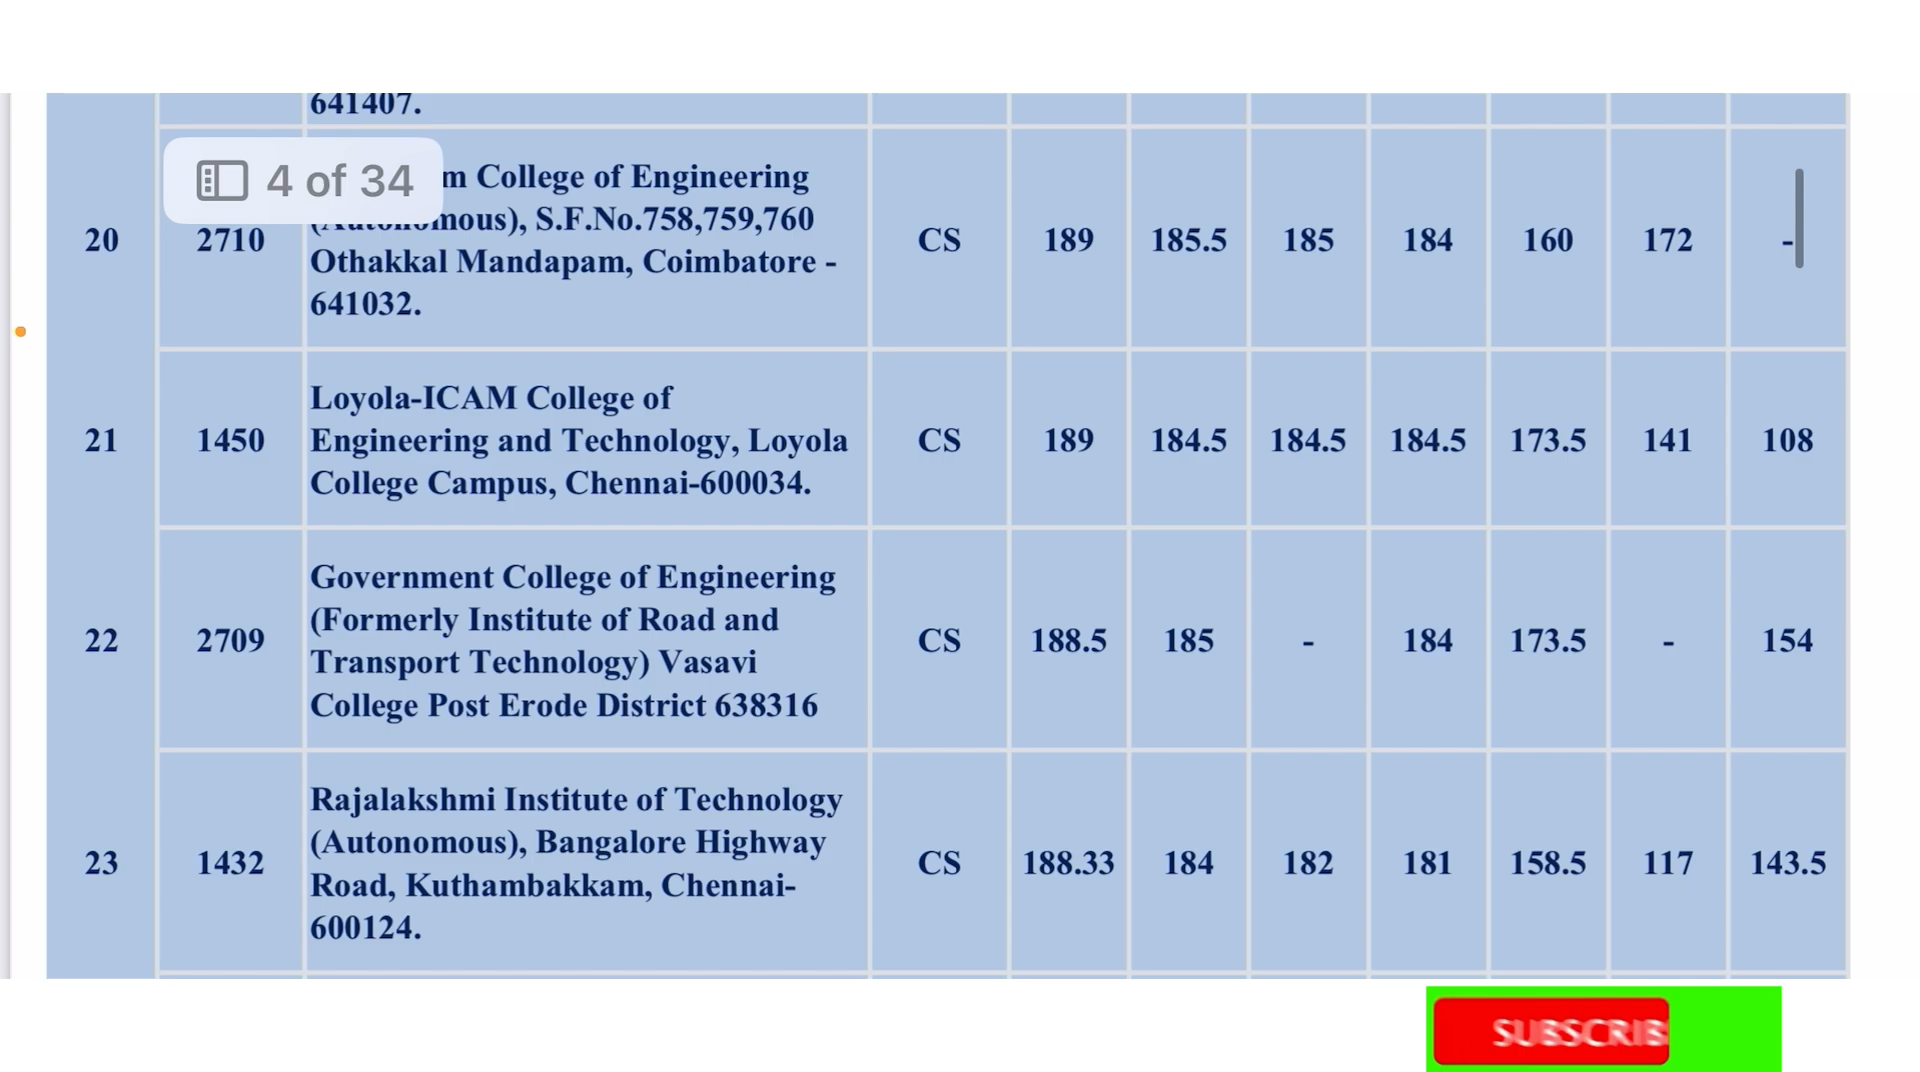 641407.
4 of 34
20 2710 m College of Engineering (Autonomous), S.F.No.758,759,760 Othakkal Mandapam, Coimbatore - 641032. CS 189 185.5 185 184 160 172 -
21 1450 Loyola-ICAM College of Engineering and Technology, Loyola College Campus, Chennai-600034. CS 189 184.5 184.5 184.5 173.5 141 108
22 2709 Government College of Engineering (Formerly Institute of Road and Transport Technology) Vasavi College Post Erode District 638316 CS 188.5 185 - 184 173.5 - 154
23 1432 Rajalakshmi Institute of Technology (Autonomous), Bangalore Highway Road, Kuthambakkam, Chennai-600124. CS 188.33 184 182 181 158.5 117 143.5
SUBSCRIB